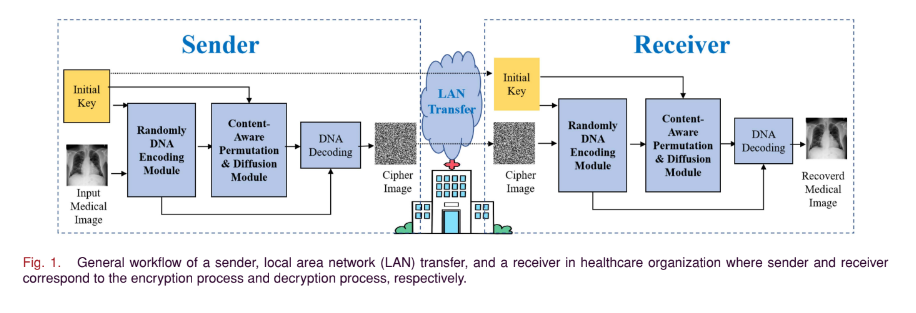 Sender
Receiver
Initial
Key
Randomly
DNA
Encoding
Module
Content-
Aware
Permutation
& Diffusion
Module
DNA
Decoding
Input
Medical
Image
Cipher
Image
LAN
Transfer
Initial
Key
Cipher
Image
Randomly
DNA
Encoding
Module
Content-
Aware
Permutation
& Diffusion
Module
DNA
Decoding
Recoverd
Medical
Image
Fig. 1. General workflow of a sender, local area network (LAN) transfer, and a receiver in healthcare organization where sender and receiver
correspond to the encryption process and decryption process, respectively.